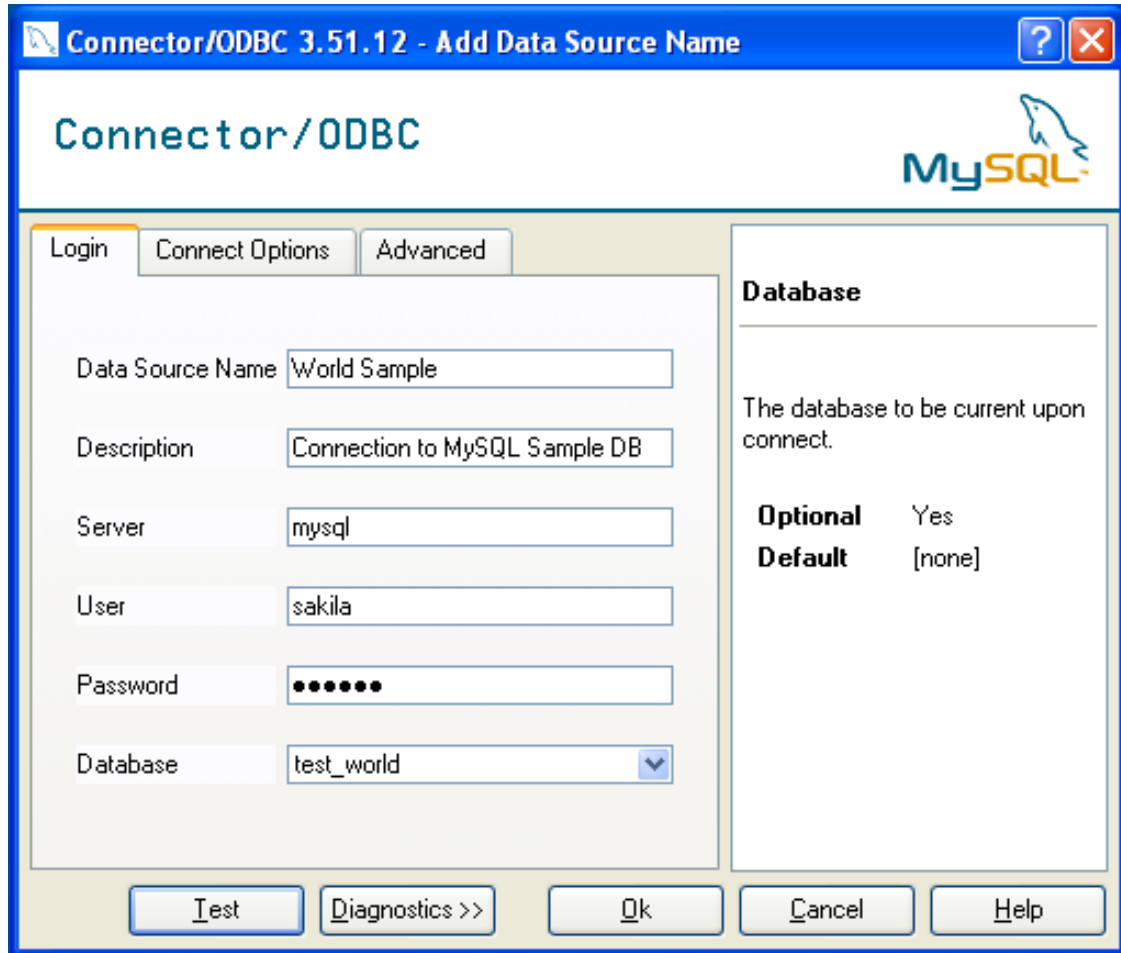 Connector/ODBC 3.51.12 - Add Data Source Name
?
Connector/ODBC
MySQL
Login
Connect Options
Advanced
Data Source Name
World Sample
Description
Connection to MySQL Sample DB
Server
mysql
User
sakila
Password
●●●●●●
Database
test_world
Database
The database to be current upon
connect.
Optional Yes
Default [none]
Test
Diagnostics >>
Ok
Cancel
Help